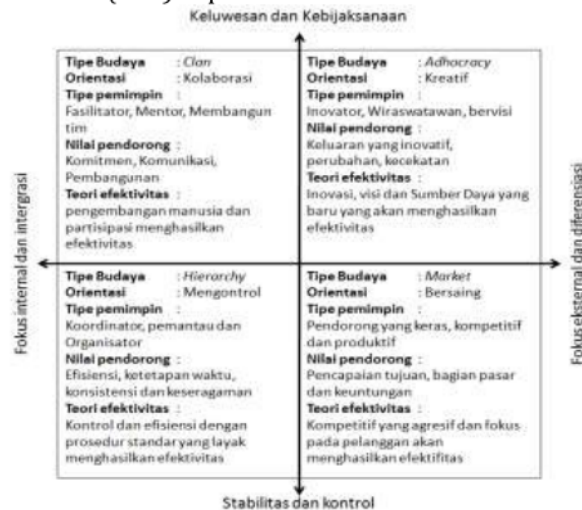 Keluwesan dan Kebijaksanaan
Tipe Budaya : Clan
Orientasi : Kolaborasi
Tipe pemimpin :
Fasilitator, Mentor, Membangun
tim
Nilai pendorong :
Komitmen, Komunikasi,
Pembangunan
Teori efektivitas :
pengembangan manusia dan
partisipasi menghasilkan
efektivitas
Tipe Budaya : Adhocracy
Orientasi : Kreatif
Tipe pemimpin :
Inovator, Wiraswatawan, bervisi
Nilai pendorong :
Keluaran yang inovatif,
perubahan, kecekatan
Teori efektivitas :
Inovasi, visi dan Sumber Daya yang
baru yang akan menghasilkan
efektivitas
Fokus internal dan intergrasi
Fokus eksternal dan diferensiasi
Tipe Budaya : Hierarchy
Orientasi : Mengontrol
Tipe pemimpin :
Koordinator, pemantau dan
Organisator
Nilai pendorong :
Efisiensi, ketetapan waktu,
konsistensi dan keseragaman
Teori efektivitas :
Kontrol dan efisiensi dengan
prosedur standar yang layak
menghasilkan efektivitas
Tipe Budaya : Market
Orientasi : Bersaing
Tipe pemimpin :
Pendorong yang keras, kompetitif
dan produktif
Nilai pendorong :
Pencapaian tujuan, bagian pasar
dan keuntungan
Teori efektivitas :
Kompetitif yang agresif dan fokus
pada pelanggan akan
menghasilkan efektifitas
Stabilitas dan kontrol